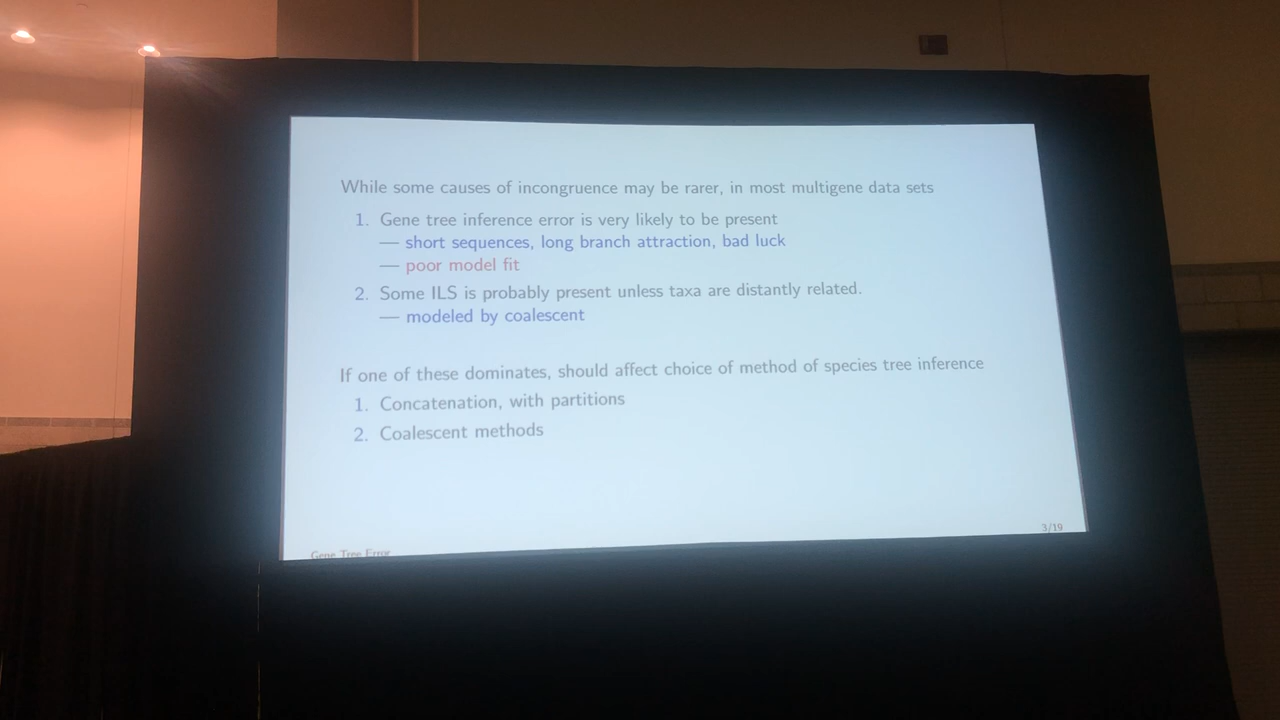 While some causes of incongruence may be rarer, in most multigene data sets
1. Gene tree inference error is very likely to be present
— short sequences, long branch attraction, bad luck
— poor model fit
2. Some ILS is probably present unless taxa are distantly related.
— modeled by coalescent
If one of these dominates, should affect choice of method of species tree inference
1. Concatenation, with partitions
2. Coalescent methods
Gene Tree Error
3/19